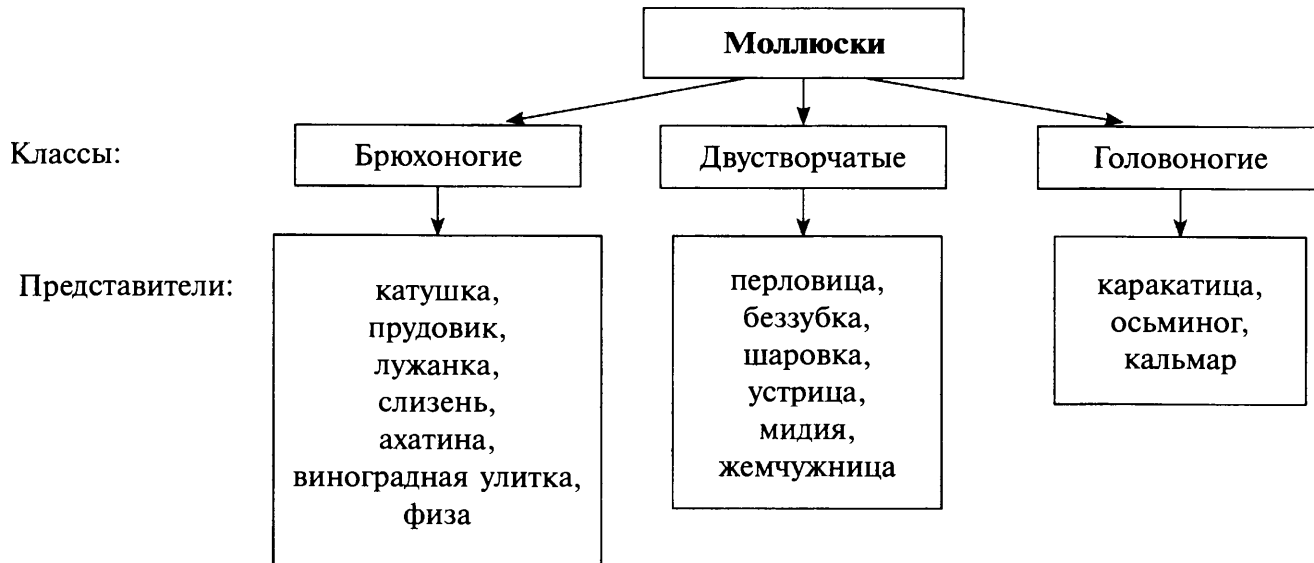 Моллюски
Классы:
Брюхоногие
Двустворчатые
Головоногие
Представители:
катушка,
прудовик,
лужанка,
слизень,
ахатина,
виноградная улитка,
физа
перловица,
беззубка,
шаровка,
устрица,
мидия,
жемчужница
каракатица,
осьминог,
кальмар